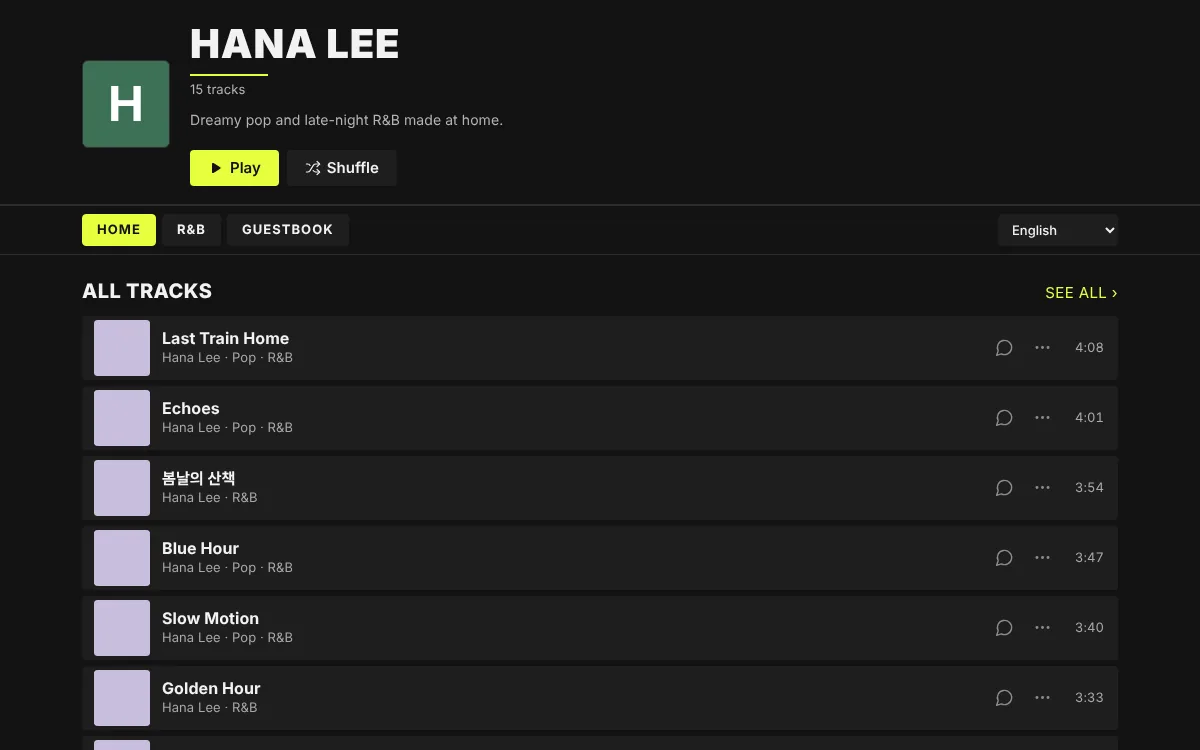 HANA LEE
H
15 tracks
Dreamy pop and late-night R&B made at home.
Play
Shuffle
HOME
R&B
GUESTBOOK
English
ALL TRACKS
SEE ALL ›
Last Train Home
Hana Lee · Pop · R&B
4:08
Echoes
Hana Lee · Pop · R&B
4:01
봄날의 산책
Hana Lee · R&B
3:54
Blue Hour
Hana Lee · Pop · R&B
3:47
Slow Motion
Hana Lee · Pop · R&B
3:40
Golden Hour
Hana Lee · R&B
3:33